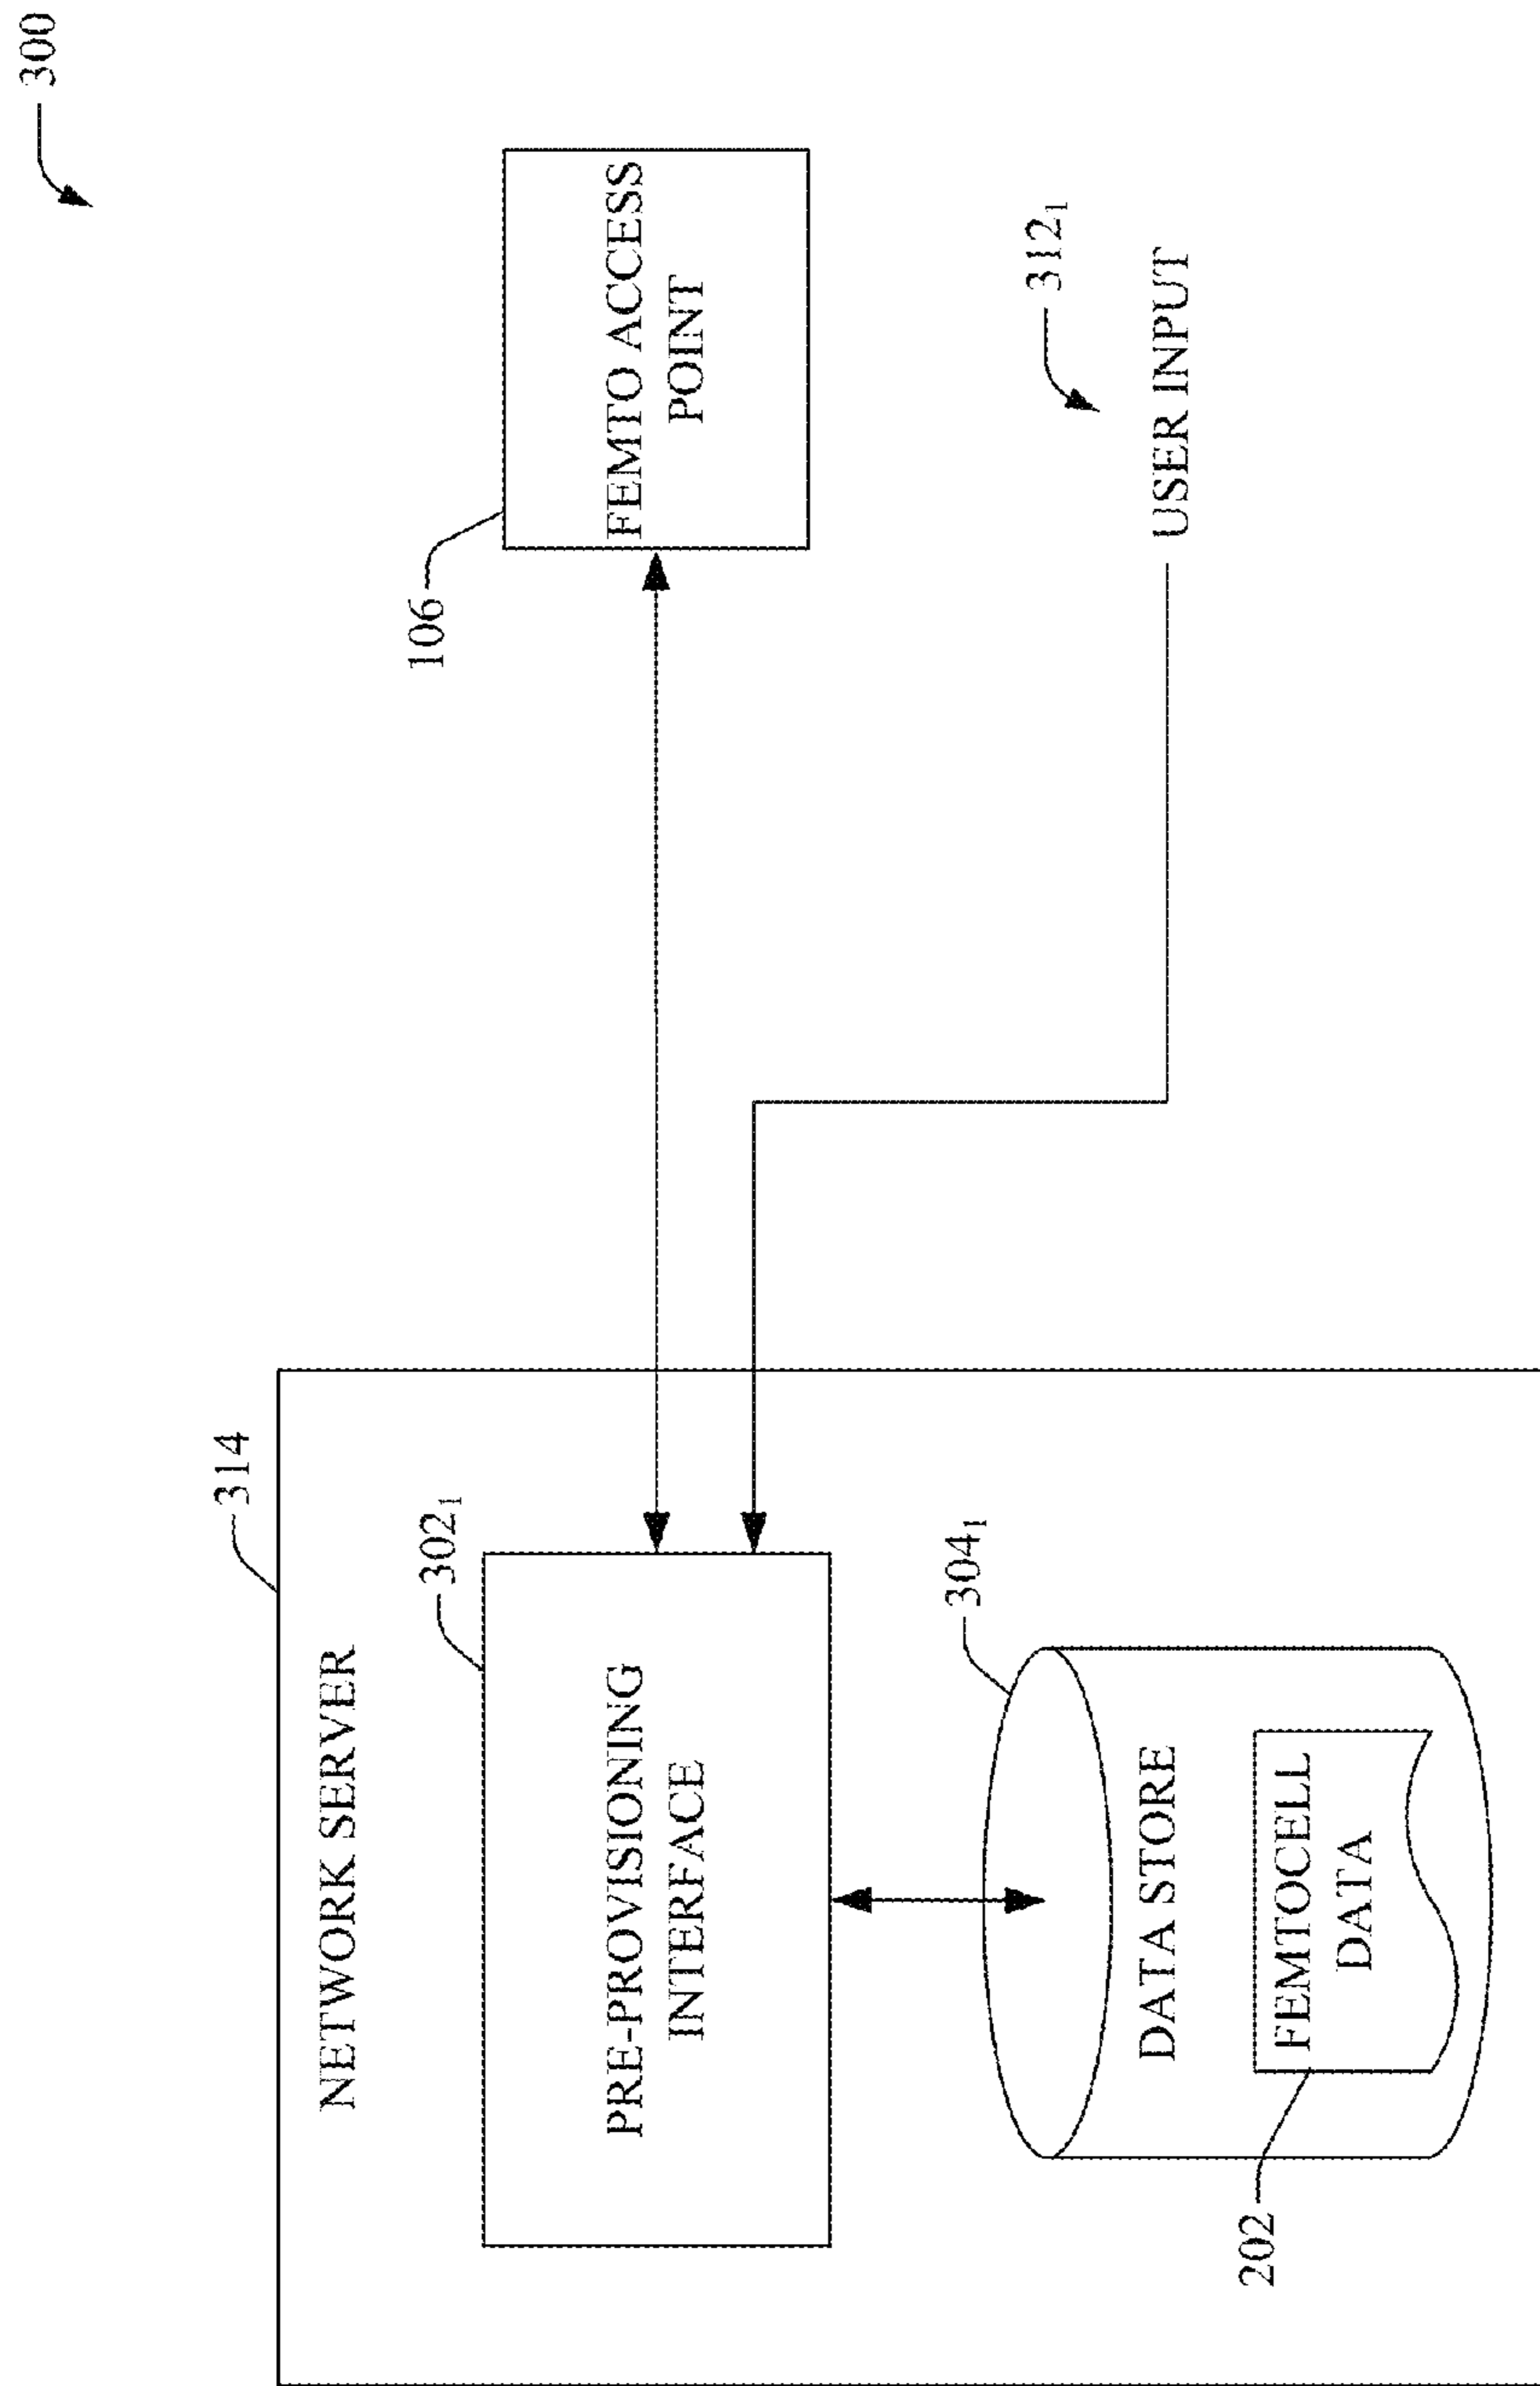 300
314
NETWORK SERVER
302₁
PRE-PROVISIONING
INTERFACE
106
FEMTO ACCESS
POINT
304₁
DATA STORE
202
FEMTOCELL
DATA
312₁
USER INPUT